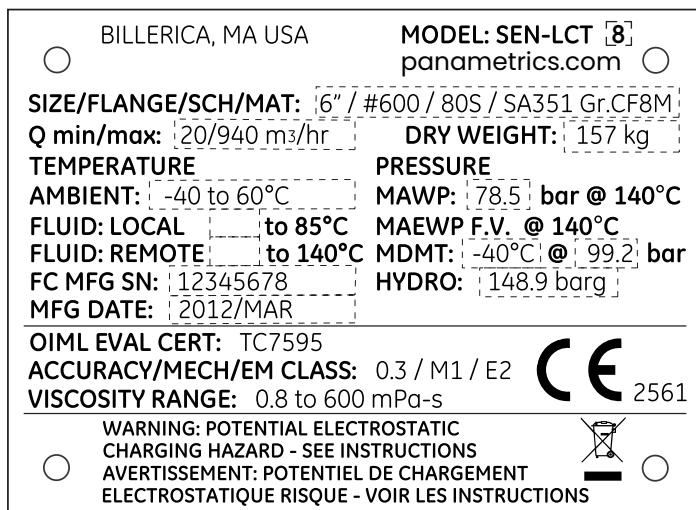 BILLERICA, MA USA MODEL: SEN-LCT 8
panametrics.com
SIZE/FLANGE/SCH/MAT: 6” / #600 / 80S / SA351 Gr.CF8M
Q min/max: 20/940 m3/hr DRY WEIGHT: 157 kg
TEMPERATURE PRESSURE
AMBIENT: -40 to 60°C MAWP: 78.5 bar @ 140°C
FLUID: LOCAL to 85°C MAEWP F.V. @ 140°C
FLUID: REMOTE to 140°C MDMT: -40°C @ 99.2 bar
FC MFG SN: 12345678 HYDRO: 148.9 barg
MFG DATE: 2012/MAR
OIML EVAL CERT: TC7595
ACCURACY/MECH/EM CLASS: 0.3 / M1 / E2 CE
VISCOSITY RANGE: 0.8 to 600 mPa-s 2561
WARNING: POTENTIAL ELECTROSTATIC
CHARGING HAZARD - SEE INSTRUCTIONS
AVERTISSEMENT: POTENTIEL DE CHARGEMENT
ELECTROSTATIQUE RISQUE - VOIR LES INSTRUCTIONS